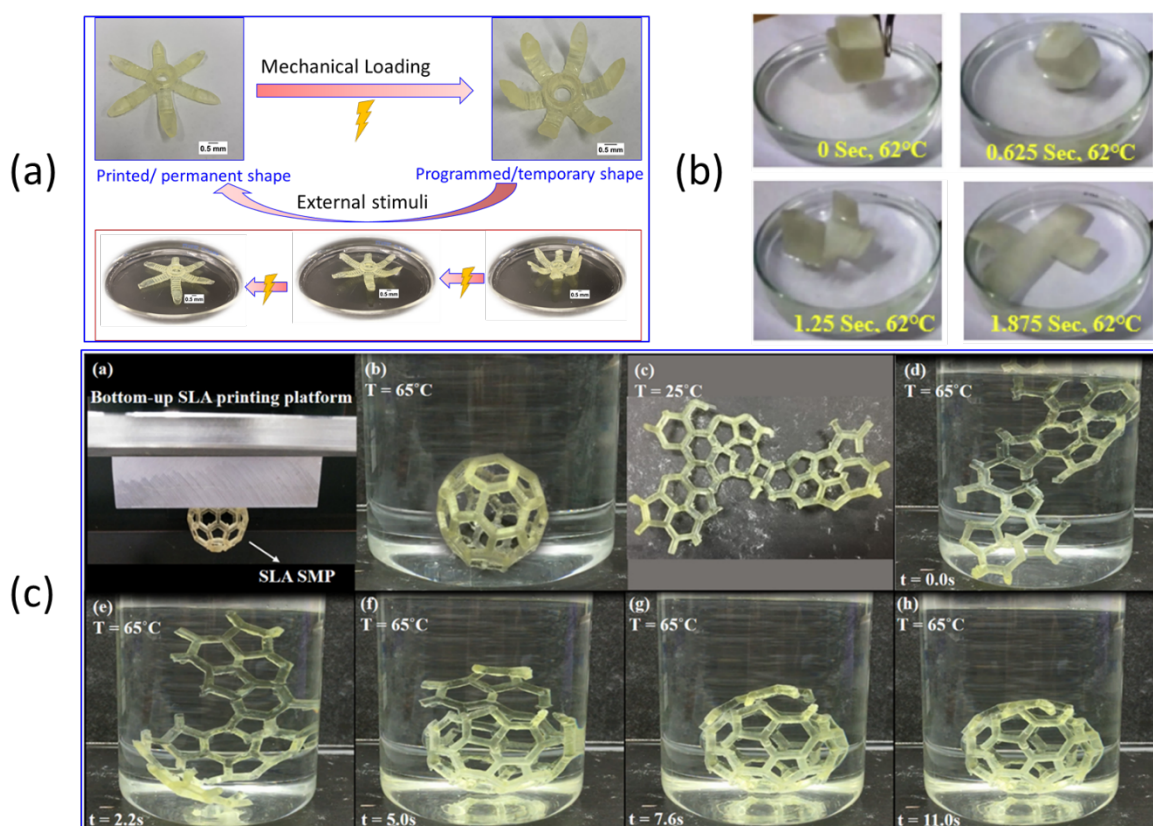 (a)
Mechanical Loading
0.5 mm
0.5 mm
Printed/ permanent shape
Programmed/temporary shape
External stimuli
0.5 mm
0.5 mm
0.5 mm
(b)
0 Sec, 62°C
0.625 Sec, 62°C
1.25 Sec, 62°C
1.875 Sec, 62°C
(c)
(a)
Bottom-up SLA printing platform
SLA SMP
(b)
T = 65°C
(c)
T = 25°C
(d)
T = 65°C
t = 0.0s
(e)
T = 65°C
t = 2.2s
(f)
T = 65°C
t = 5.0s
(g)
T = 65°C
t = 7.6s
(h)
T = 65°C
t = 11.0s